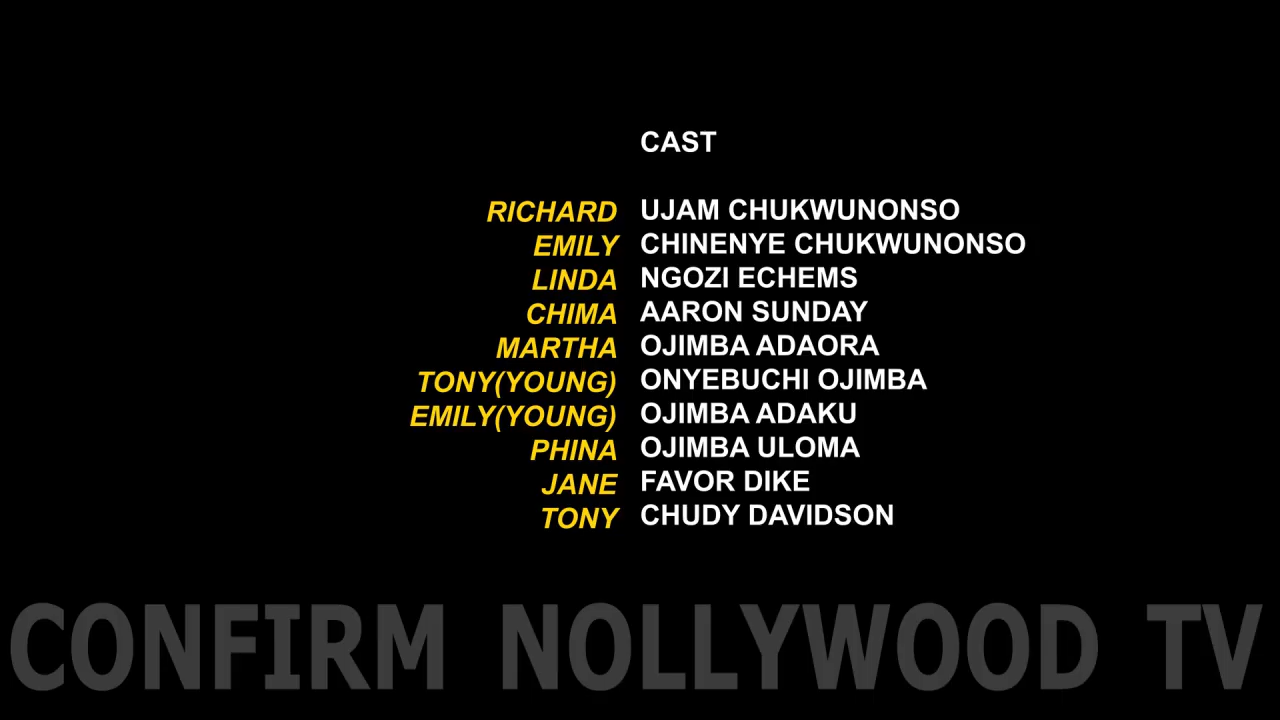 CAST
RICHARD UJAM CHUKWUNONSO
EMILY CHINENYE CHUKWUNONSO
LINDA NGOZI ECHEMS
CHIMA AARON SUNDAY
MARTHA OJIMBA ADAORA
TONY(YOUNG) ONYEBUCHI OJIMBA
EMILY(YOUNG) OJIMBA ADAKU
PHINA OJIMBA ULOMA
JANE FAVOR DIKE
TONY CHUDY DAVIDSON
CONFIRM NOLLYWOOD TV